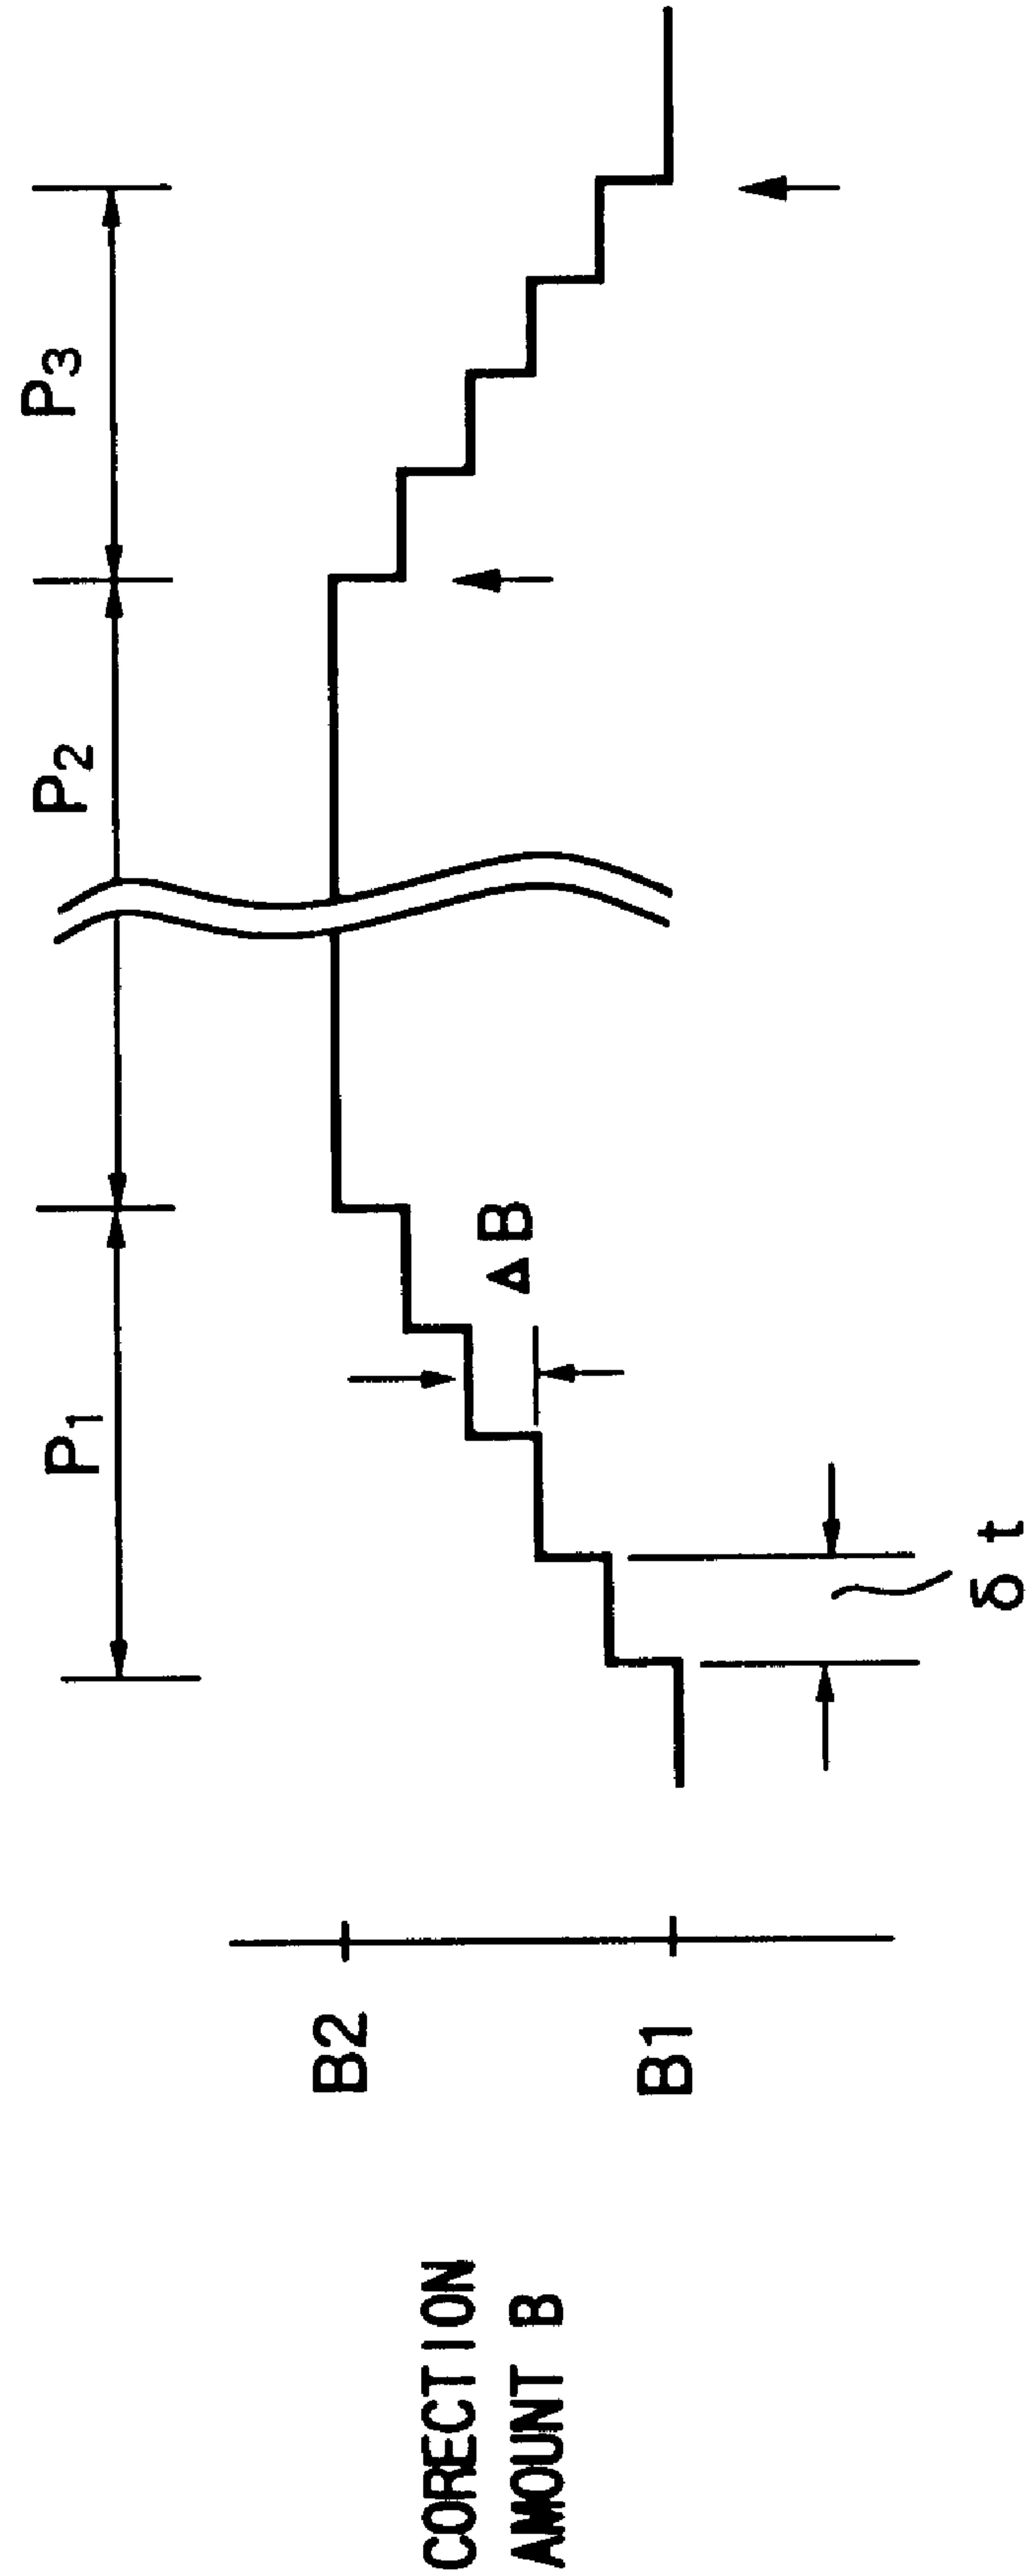 P1
P2
P3
ΔB
δt
B2
B1
CORECTION
AMOUNT B